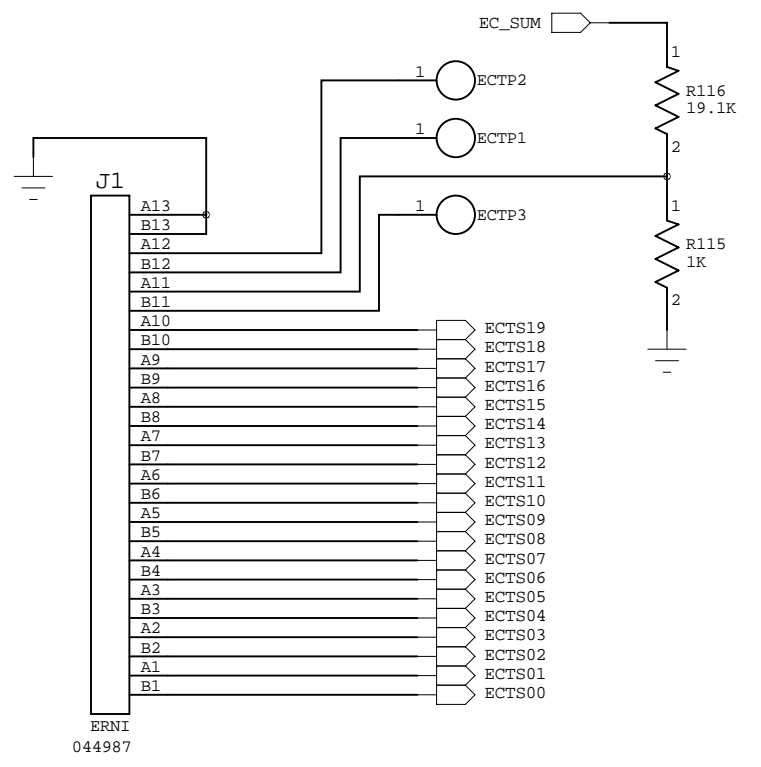 EC_SUM
1
R116
19.1K
2
1 ECTP2
1 ECTP1
1 ECTP3
1
R115
1K
2
J1
A13
B13
A12
B12
A11
B11
A10 ECTS19
B10 ECTS18
A9 ECTS17
B9 ECTS16
A8 ECTS15
B8 ECTS14
A7 ECTS13
B7 ECTS12
A6 ECTS11
B6 ECTS10
A5 ECTS09
B5 ECTS08
A4 ECTS07
B4 ECTS06
A3 ECTS05
B3 ECTS04
A2 ECTS03
B2 ECTS02
A1 ECTS01
B1 ECTS00
ERNI
044987